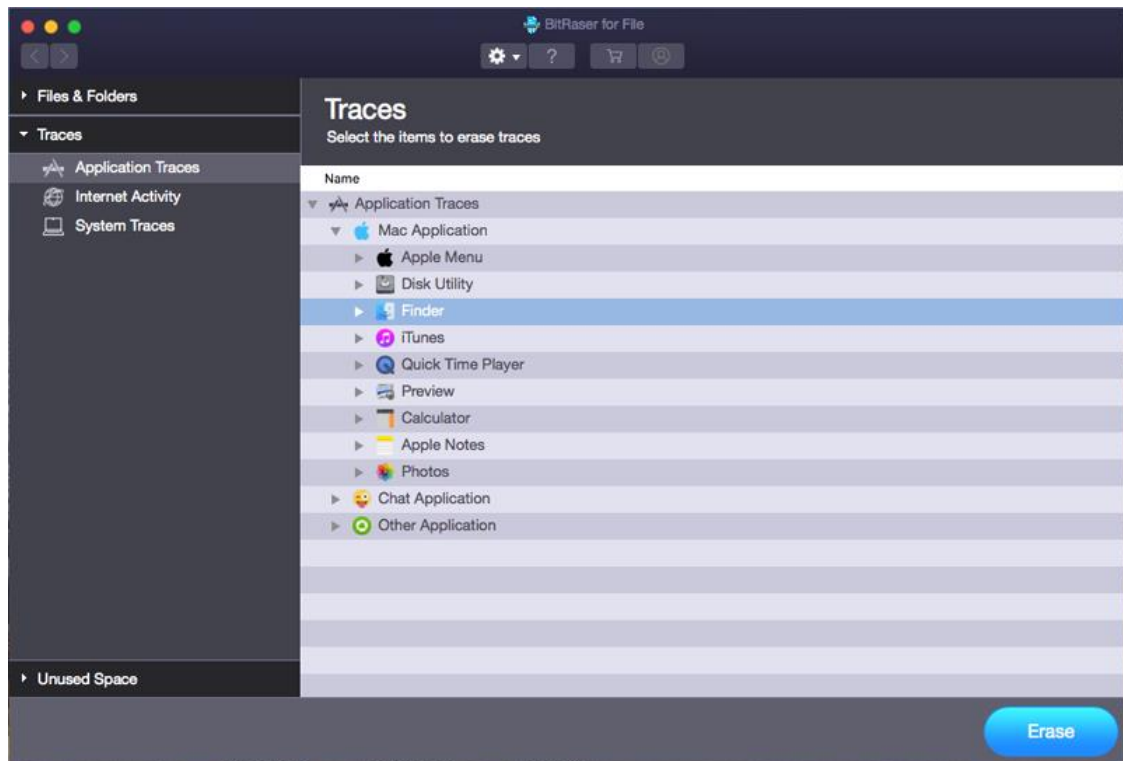 BitRaser for File
?
Files & Folders
Traces
Application Traces
Internet Activity
System Traces
Unused Space
Traces
Select the items to erase traces
Name
Application Traces
Mac Application
Apple Menu
Disk Utility
Finder
iTunes
Quick Time Player
Preview
Calculator
Apple Notes
Photos
Chat Application
Other Application
Erase